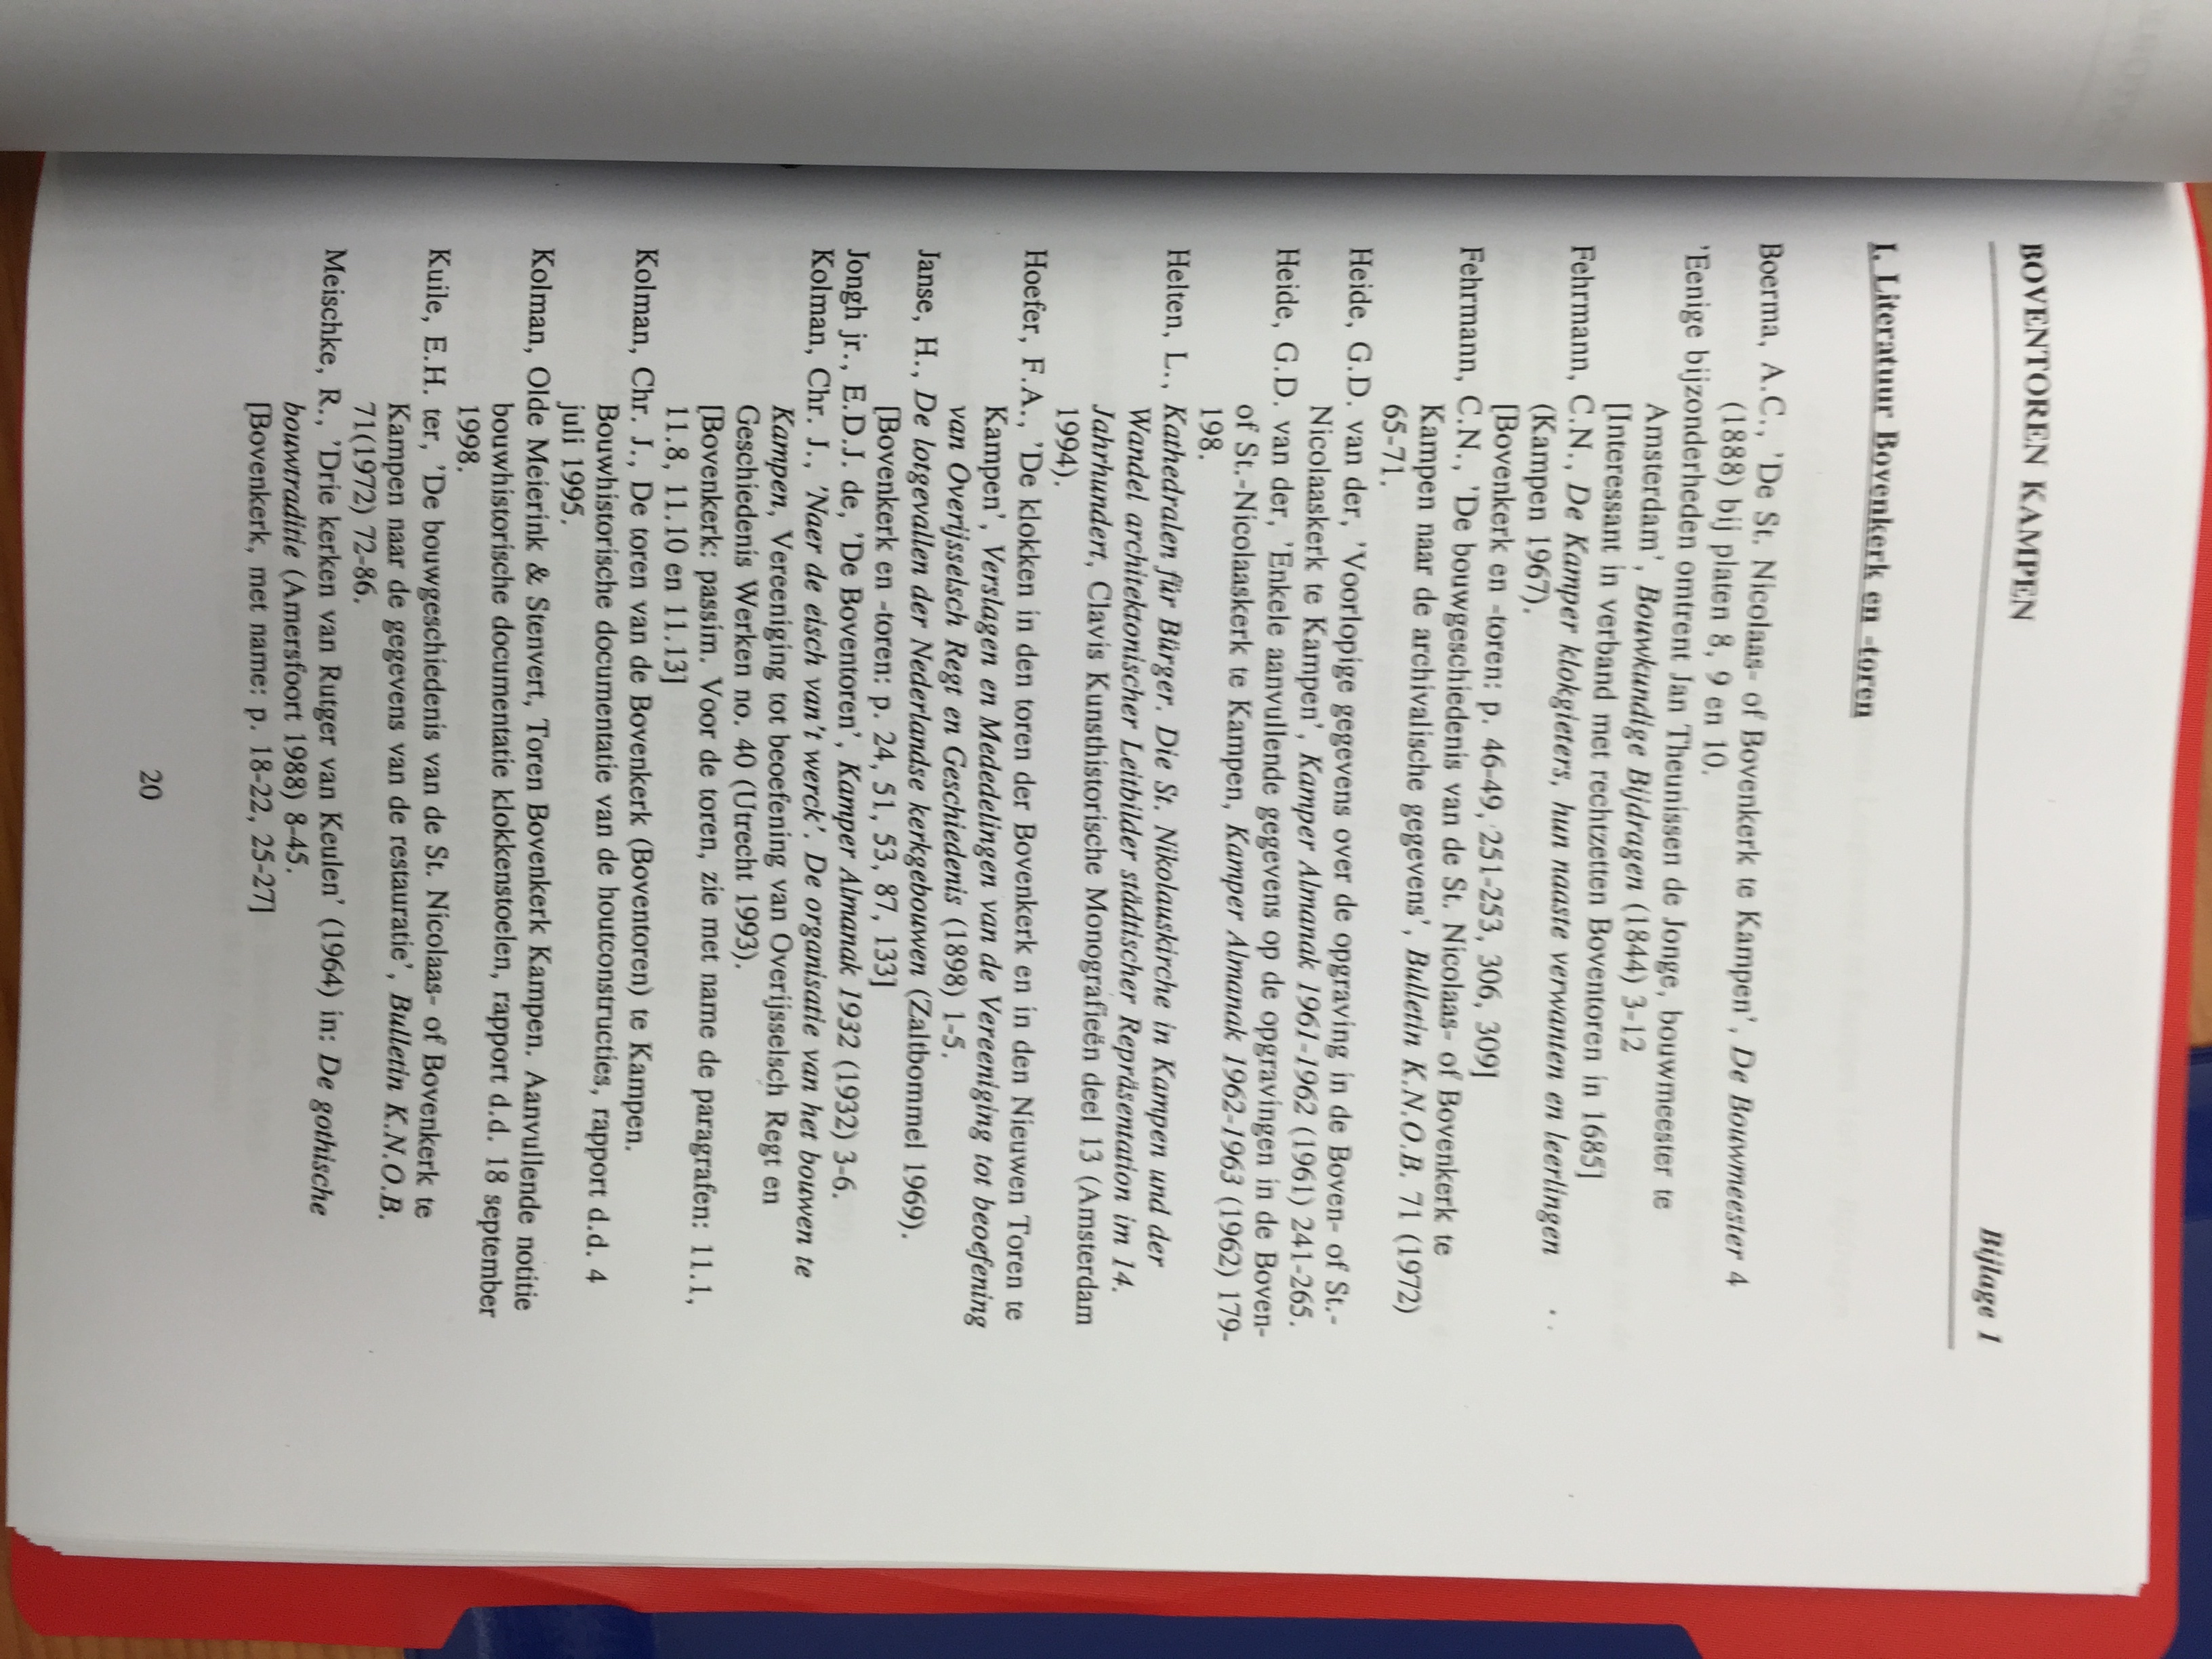 BOVENTOREN KAMPEN
Bijlage 1
I. Literatuur Bovenkerk en -toren
Boerma, A.C., 'De St. Nicolaas- of Bovenkerk te Kampen', De Bouwmeester 4
(1888) bij platen 8, 9 en 10.
'Eenige bijzonderheden omtrent Jan Theunissen de Jonge, bouwmeester te
Amsterdam', Bouwkundige Bijdragen (1844) 3-12
[Interessant in verband met rechtzetten Boventoren in 1685]
Fehrmann, C.N., De Kamper klokgieters, hun naaste verwanten en leerlingen
(Kampen 1967).
[Bovenkerk en -toren: p. 46-49, 251-253, 306, 309]
Fehrmann, C.N., 'De bouwgeschiedenis van de St. Nicolaas- of Bovenkerk te
Kampen naar de archivalische gegevens', Bulletin K.N.O.B. 71 (1972)
65-71.
Heide, G.D. van der, 'Voorlopige gegevens over de opgraving in de Boven- of St.-
Nicolaaskerk te Kampen', Kamper Almanak 1961-1962 (1961) 241-265.
Heide, G.D. van der, 'Enkele aanvullende gegevens op de opgravingen in de Boven-
of St.-Nicolaaskerk te Kampen, Kamper Almanak 1962-1963 (1962) 179-
198.
Helten, L., Kathedralen für Bürger. Die St. Nikolauskirche in Kampen und der
Wandel architektonischer Leitbilder städtischer Repräsentation im 14.
Jahrhundert, Clavis Kunsthistorische Monografieën deel 13 (Amsterdam
1994).
Hoefer, F.A., 'De klokken in den toren der Bovenkerk en in den Nieuwen Toren te
Kampen', Verslagen en Mededelingen van de Vereeniging tot beoefening
van Overijsselsch Regt en Geschiedenis (1898) 1-5.
Janse, H., De lotgevallen der Nederlandse kerkgebouwen (Zaltbommel 1969).
[Bovenkerk en -toren: p. 24, 51, 53, 87, 133]
Jongh jr., E.D.J. de, 'De Boventoren', Kamper Almanak 1932 (1932) 3-6.
Kolman, Chr. J., 'Naer de eisch van't werck'. De organisatie van het bouwen te
Kampen, Vereeniging tot beoefening van Overijsselsch Regt en
Geschiedenis Werken no. 40 (Utrecht 1993).
[Bovenkerk: passim. Voor de toren, zie met name de paragrafen: 11.1,
11.8, 11.10 en 11.13]
Kolman, Chr. J., De toren van de Bovenkerk (Boventoren) te Kampen.
Bouwhistorische documentatie van de houtconstructies, rapport d.d. 4
juli 1995.
Kolman, Olde Meierink & Stenvert, Toren Bovenkerk Kampen. Aanvullende notitie
bouwhistorische documentatie klokkenstoelen, rapport d.d. 18 september
1998.
Kuile, E.H. ter, 'De bouwgeschiedenis van de St. Nicolaas- of Bovenkerk te
Kampen naar de gegevens van de restauratie', Bulletin K.N.O.B.
71(1972) 72-86.
Meischke, R., 'Drie kerken van Rutger van Keulen' (1964) in: De gothische
bouwtraditie (Amersfoort 1988) 8-45.
[Bovenkerk, met name: p. 18-22, 25-27]
20